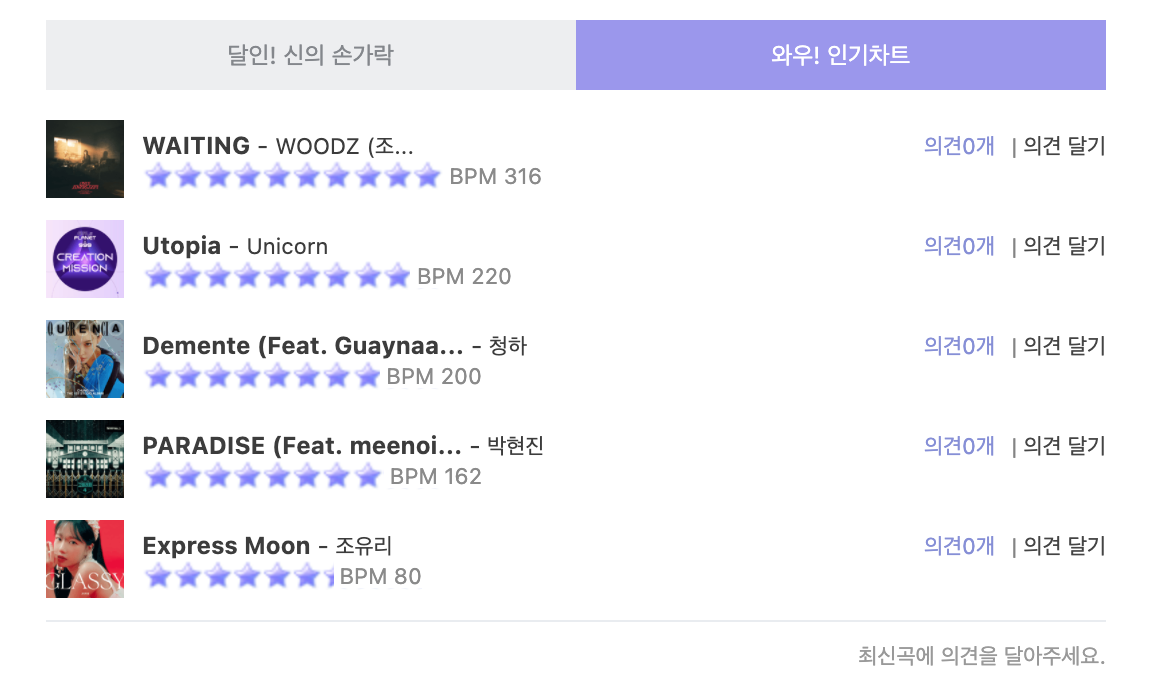 달인! 신의 손가락
와우! 인기차트
WAITING - WOODZ (조...
의견0개 | 의견 달기
BPM 316
PLANET
CREATION
MISSION
Utopia - Unicorn
의견0개 | 의견 달기
BPM 220
QUERENCIA
Demente (Feat. Guaynaa... - 청하
의견0개 | 의견 달기
BPM 200
PARADISE (Feat. meenoi... - 박현진
의견0개 | 의견 달기
BPM 162
GLASSY
Express Moon - 조유리
의견0개 | 의견 달기
BPM 80
최신곡에 의견을 달아주세요.